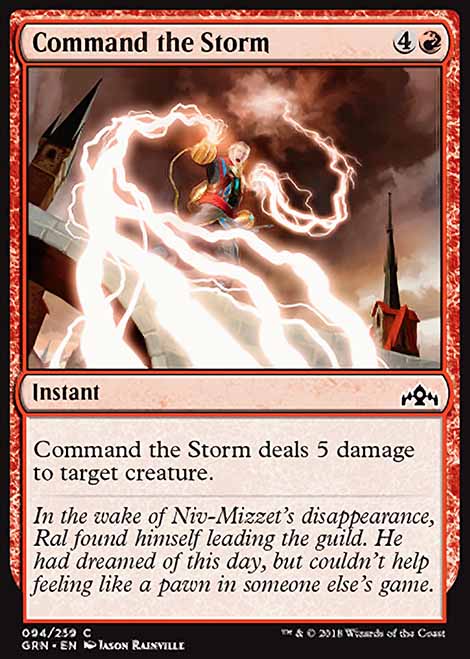 Command the Storm 4
Instant
Command the Storm deals 5 damage
to target creature.
In the wake of Niv-Mizzet's disappearance,
Ral found himself leading the guild. He
had dreamed of this day, but couldn't help
feeling like a pawn in someone else's game.
094/259 C
GRN • EN Jason Rainville
™ & © 2018 Wizards of the Coast